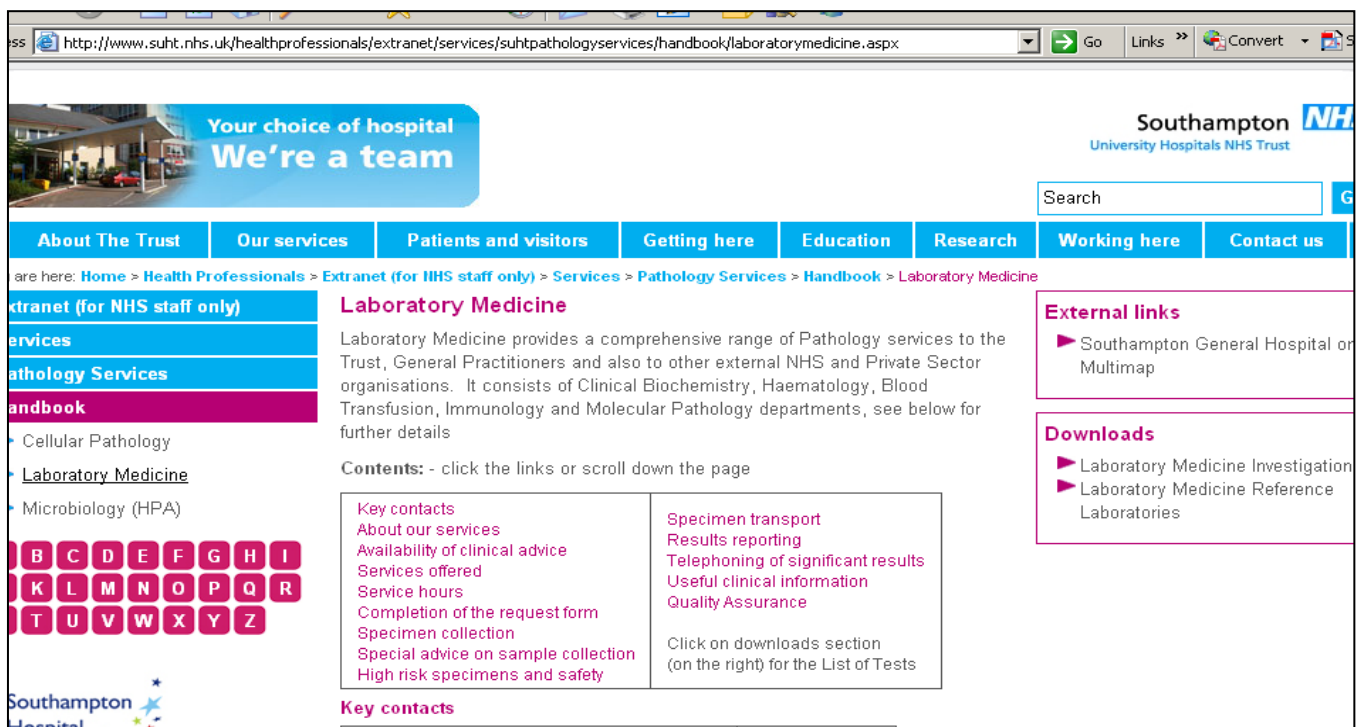 ess http://www.suht.nhs.uk/healthprofessionals/extranet/services/suhtpathologyservices/handbook/laboratorymedicine.aspx Go Links » Convert S
Your choice of hospital
We're a team
Southampton NH
University Hospitals NHS Trust
Search G
About The Trust Our services Patients and visitors Getting here Education Research Working here Contact us
are here: Home > Health Professionals > Extranet (for NHS staff only) > Services > Pathology Services > Handbook > Laboratory Medicine
xtranet (for NHS staff only)
ervices
athology Services
andbook
Cellular Pathology
Laboratory Medicine
Microbiology (HPA)
B C D E F G H I
K L M N O P Q R
T U V W X Y Z
Southampton
Hospital
Laboratory Medicine
Laboratory Medicine provides a comprehensive range of Pathology services to the
Trust, General Practitioners and also to other external NHS and Private Sector
organisations. It consists of Clinical Biochemistry, Haematology, Blood
Transfusion, Immunology and Molecular Pathology departments, see below for
further details
Contents: - click the links or scroll down the page
Key contacts
About our services
Availability of clinical advice
Services offered
Service hours
Completion of the request form
Specimen collection
Special advice on sample collection
High risk specimens and safety
Specimen transport
Results reporting
Telephoning of significant results
Useful clinical information
Quality Assurance
Click on downloads section
(on the right) for the List of Tests
Key contacts
External links
Southampton General Hospital on
Multimap
Downloads
Laboratory Medicine Investigation
Laboratory Medicine Reference
Laboratories